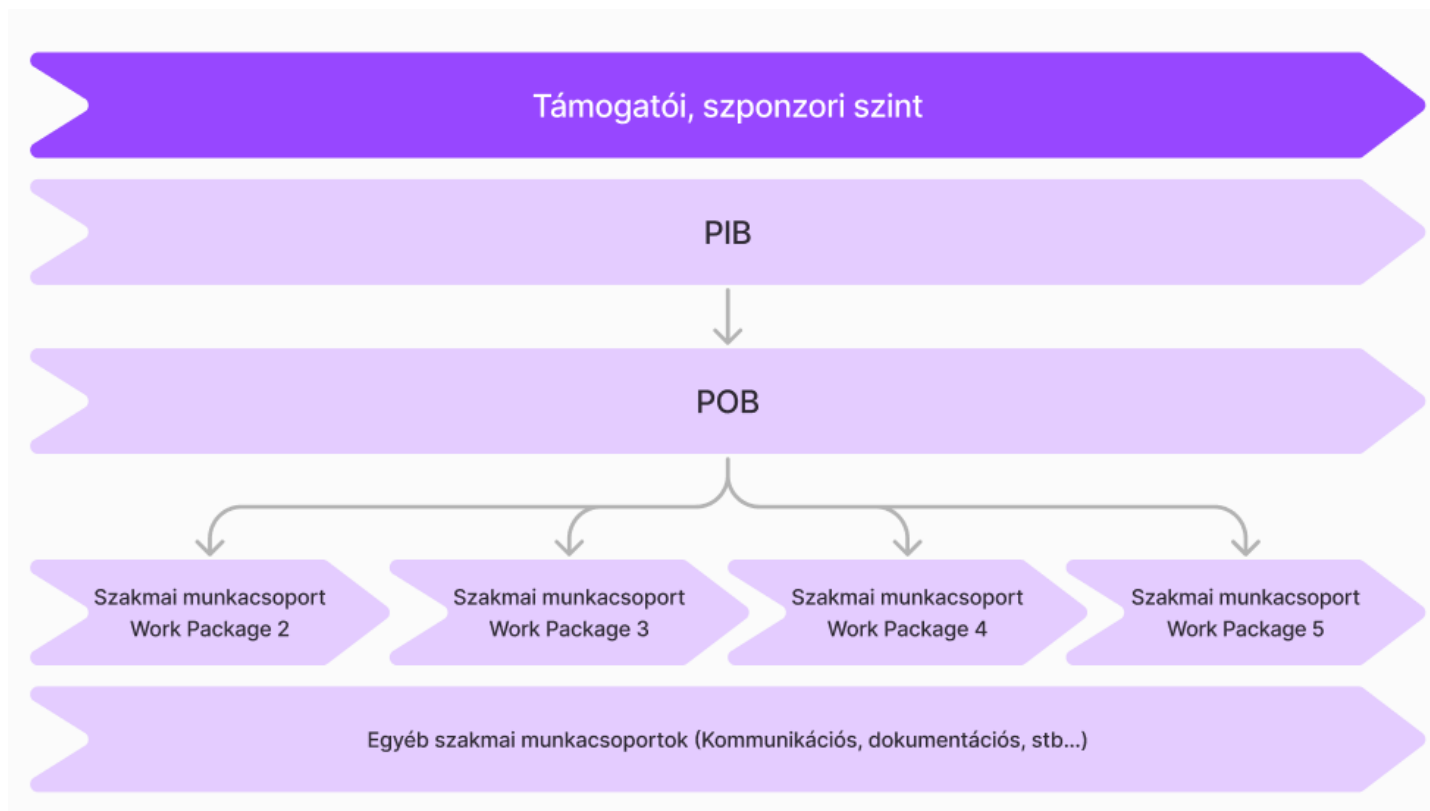 Támogatói, szponzori szint
PIB
POB
Szakmai munkacsoport
Work Package 2
Szakmai munkacsoport
Work Package 3
Szakmai munkacsoport
Work Package 4
Szakmai munkacsoport
Work Package 5
Egyéb szakmai munkacsoportok (Kommunikációs, dokumentációs, stb...)